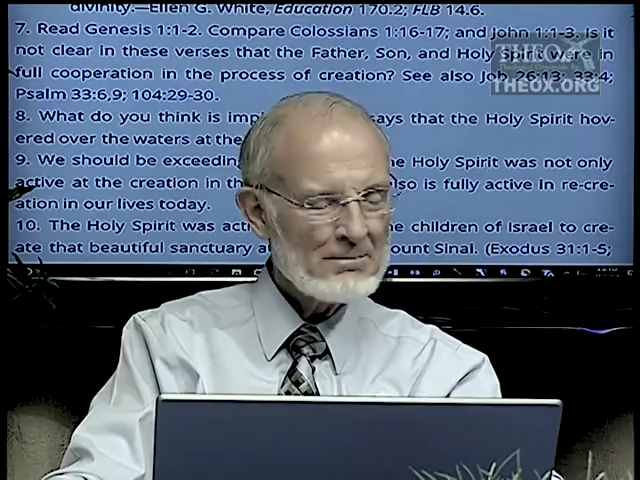 divinity.—Ellen G. White, Education 170.2; FLB 14.6.
7. Read Genesis 1:1-2. Compare Colossians 1:16-17; and John 1:1-3. Is it
not clear in these verses that the Father, Son, and Holy Spirit were in
full cooperation in the process of creation? See also Job 26:13; 33:4;
Psalm 33:6,9; 104:29-30.
8. What do you think is says that the Holy Spirit hov-
ered over the waters at the
9. We should be exceedin the Holy Spirit was not only
active at the creation in th also is fully active in re-cre-
ation in our lives today.
10. The Holy Spirit was acti the children of Israel to cre-
ate that beautiful sanctuary ount Sinai. (Exodus 31:1-5;
THEOX
THEOX.ORG